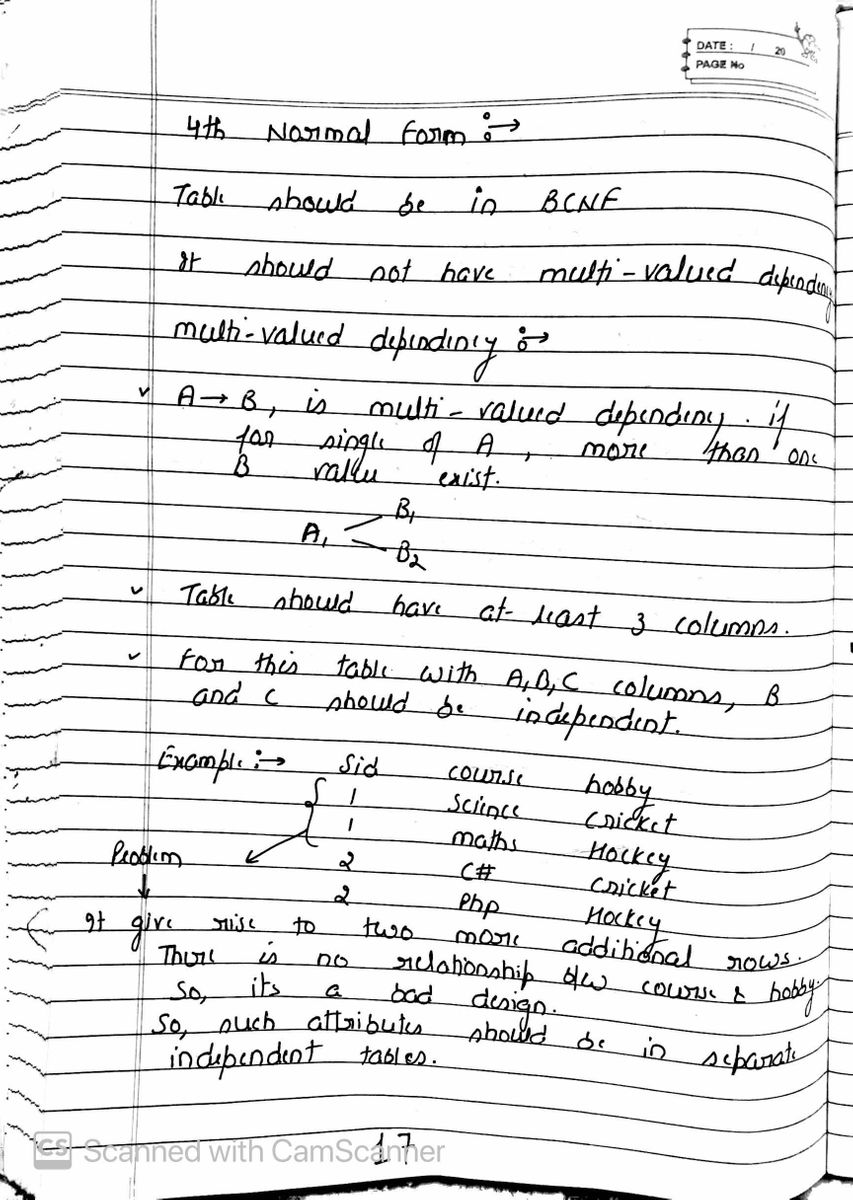 DATE: / 20
PAGE No
4th Normal Form :→
Table should be in BCNF
It should not have multi-valued dependency
multi-valued dependency :→
✓ A → B, is multi-valued dependency. if
for single of A, more than one
B value exist.
B1
A1
B2
✓ Table should have at-least 3 columns.
✓ For this table with A,B,C columns, B
and C should be independent.
Example :→ Sid course hobby
1 Science Cricket
1 maths Hockey
Problem 2 C# Cricket
2 Php Hockey
It give rise to two more additional rows.
There is no relationship b/w course & hobby.
So, its a bad design.
So, such attributes should be in separate
independent tables.
17
CS Scanned with CamScanner